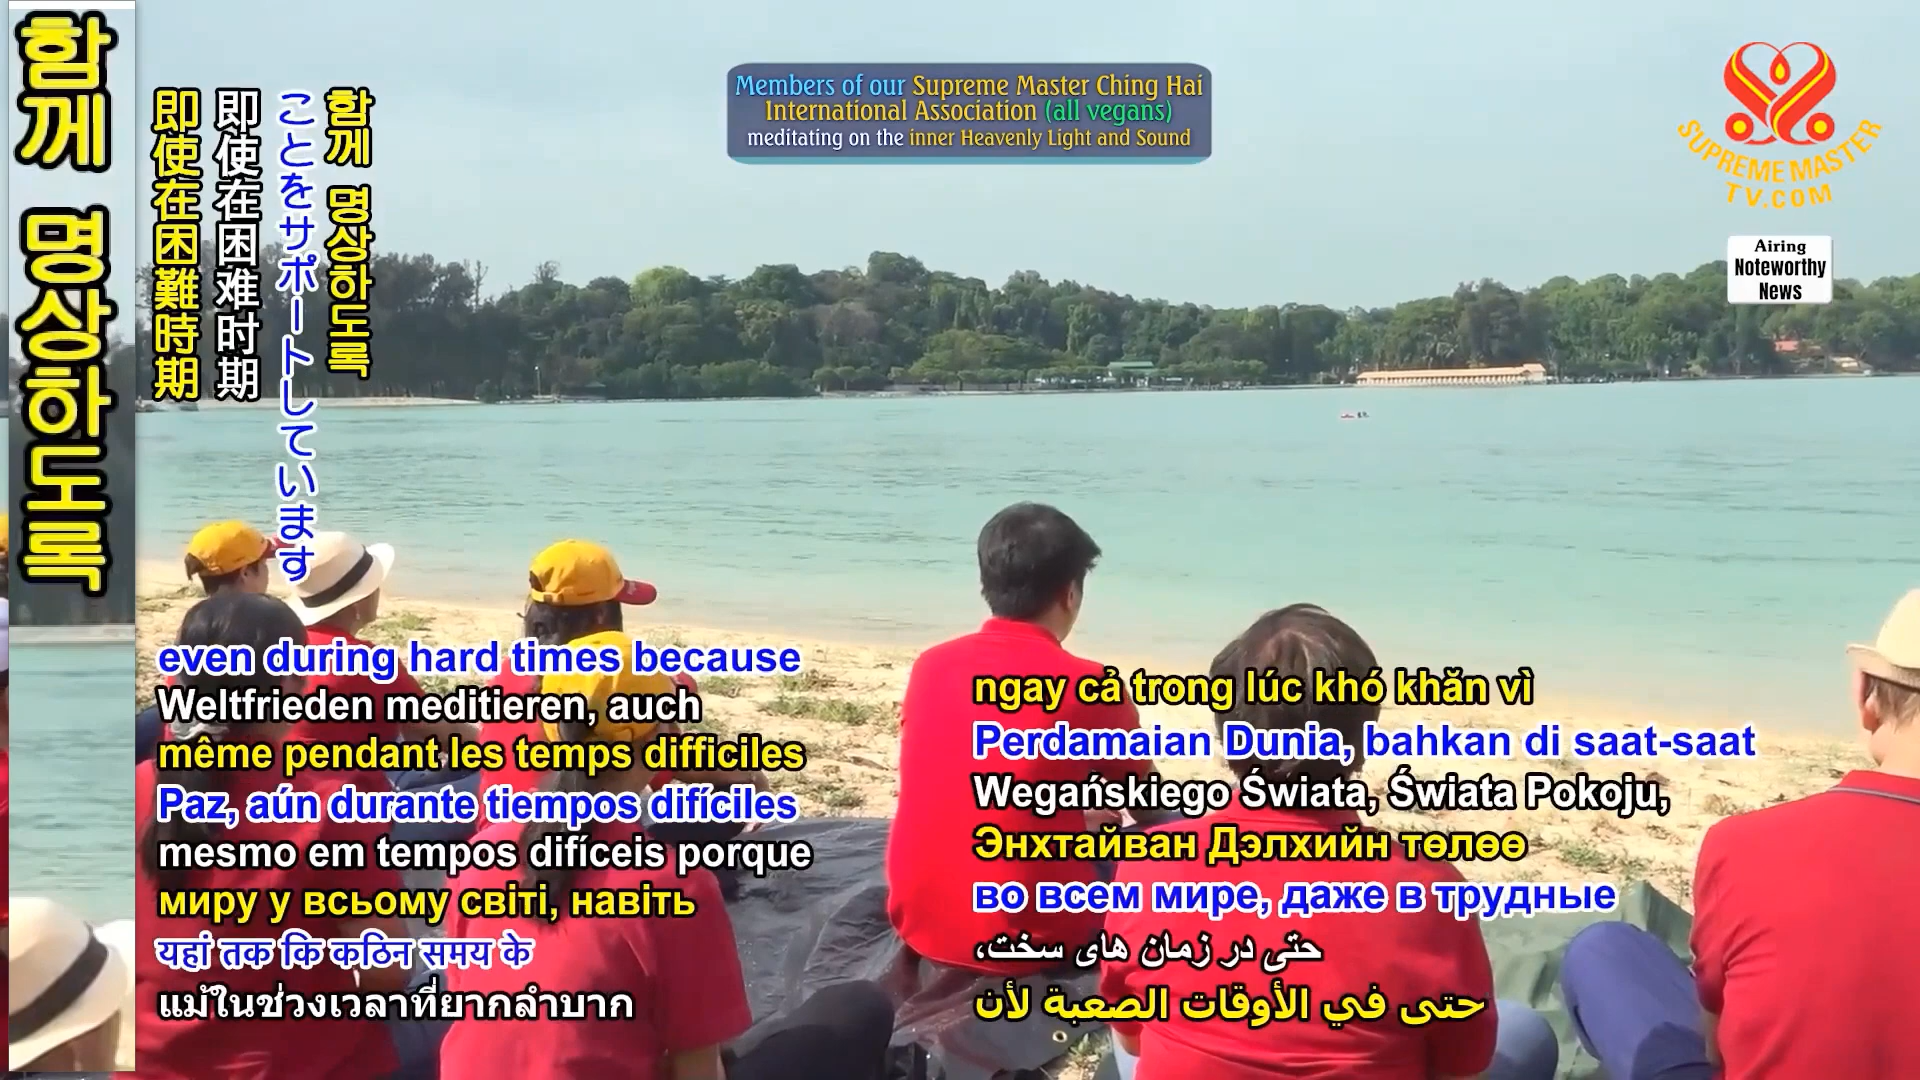 함께 명상하도록
即使在困難時期
即使在困难时期
ことをサポートしています
함께 명상하도록
Members of our Supreme Master Ching Hai
International Association (all vegans)
meditating on the inner Heavenly Light and Sound
SUPREME MASTER
TV.COM
Airing
Noteworthy
News
even during hard times because
Weltfrieden meditieren, auch
même pendant les temps difficiles
Paz, aún durante tiempos difíciles
mesmo em tempos difíceis porque
миру у всьому світі, навіть
यहां तक कि कठिन समय के
แม้ในช่วงเวลาที่ยากลำบาก
ngay cả trong lúc khó khăn vì
Perdamaian Dunia, bahkan di saat-saat
Wegańskiego Świata, Świata Pokoju,
Энхтайван Дэлхийн төлөө
во всем мире, даже в трудные
حتی در زمان های سخت،
حتى في الأوقات الصعبة لأن